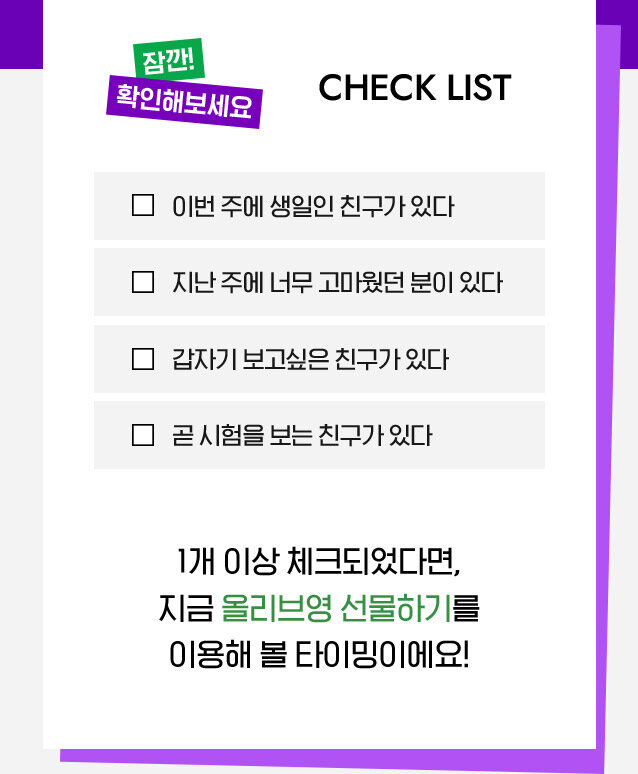 잠깐!
확인해보세요
CHECK LIST
이번 주에 생일인 친구가 있다
지난 주에 너무 고마웠던 분이 있다
갑자기 보고싶은 친구가 있다
곧 시험을 보는 친구가 있다
1개 이상 체크되었다면,
지금 올리브영 선물하기를
이용해 볼 타이밍이에요!